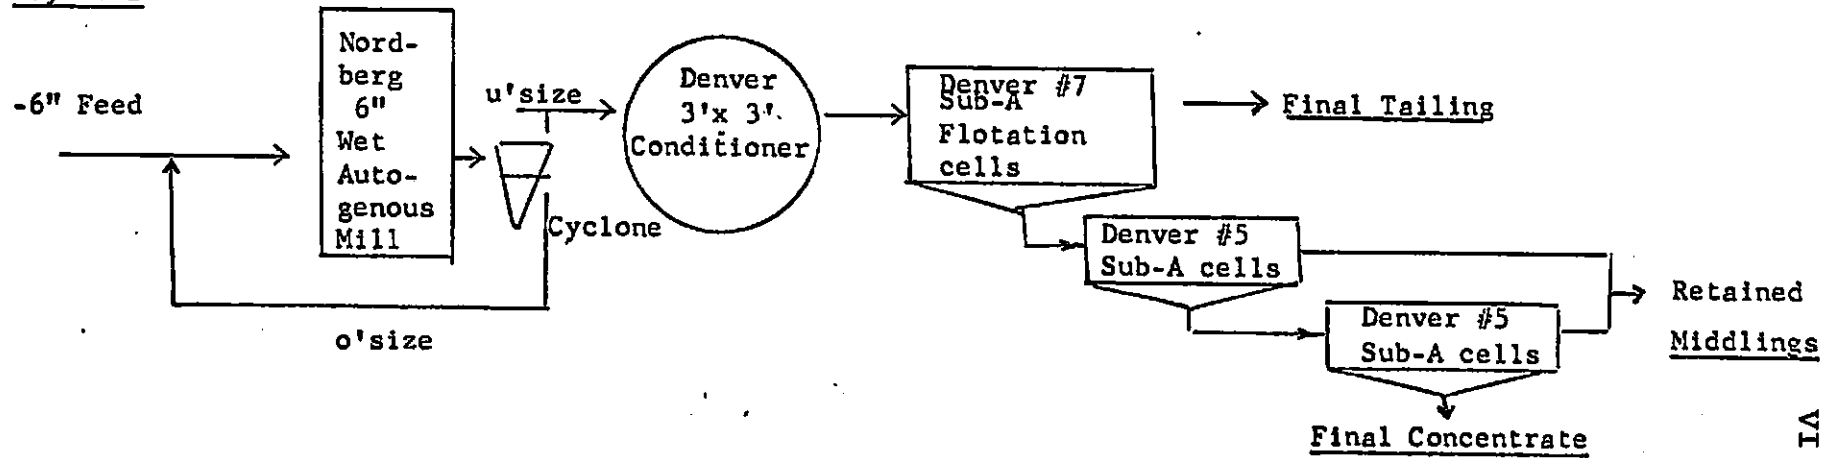 -6" Feed
Nord-
berg
6"
Wet
Auto-
genous
Mill
u'size
Cyclone
o'size
Denver
3'x 3'
Conditioner
Denver #7
Sub-A
Flotation
cells
Final Tailing
Denver #5
Sub-A cells
Denver #5
Sub-A cells
Retained
Middlings
Final Concentrate
VI